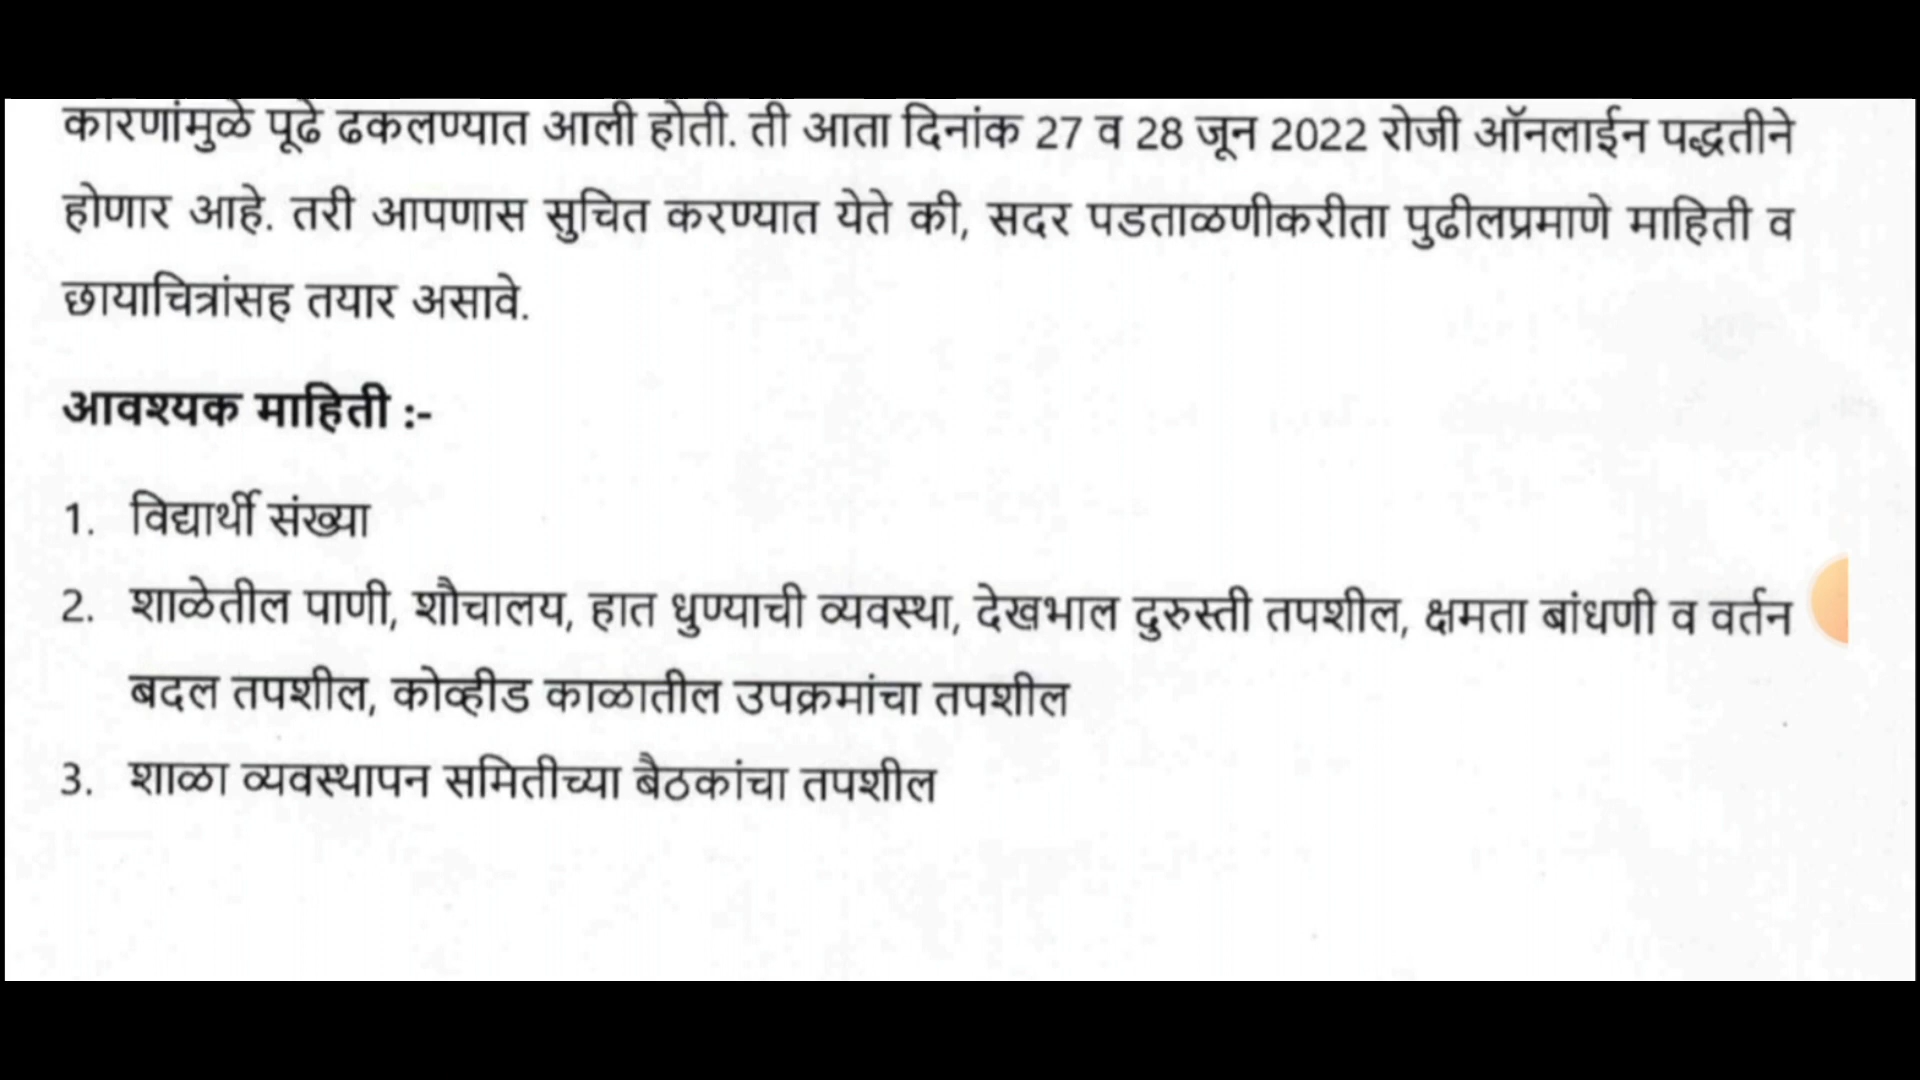 कारणांमुळे पूढे ढकलण्यात आली होती. ती आता दिनांक 27 व 28 जून 2022 रोजी ऑनलाईन पद्धतीने
होणार आहे. तरी आपणास सुचित करण्यात येते की, सदर पडताळणीकरीता पुढीलप्रमाणे माहिती व
छायाचित्रांसह तयार असावे.
आवश्यक माहिती :-
1. विद्यार्थी संख्या
2. शाळेतील पाणी, शौचालय, हात धुण्याची व्यवस्था, देखभाल दुरुस्ती तपशील, क्षमता बांधणी व वर्तन
बदल तपशील, कोव्हीड काळातील उपक्रमांचा तपशील
3. शाळा व्यवस्थापन समितीच्या बैठकांचा तपशील